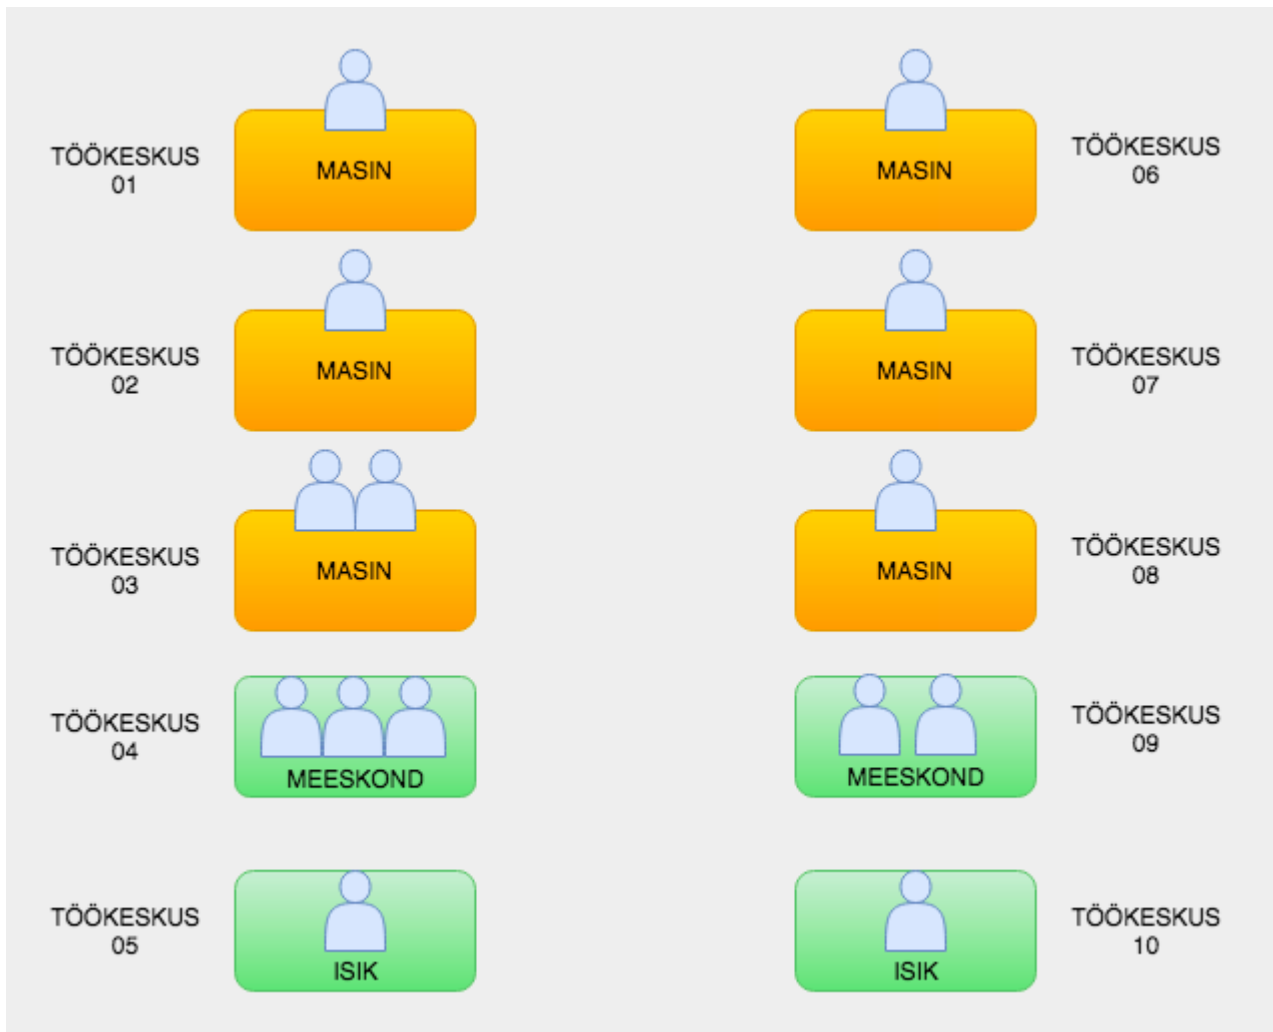 TÖÖKESKUS
01
MASIN
MASIN
TÖÖKESKUS
06
TÖÖKESKUS
02
MASIN
MASIN
TÖÖKESKUS
07
TÖÖKESKUS
03
MASIN
MASIN
TÖÖKESKUS
08
TÖÖKESKUS
04
MEESKOND
MEESKOND
TÖÖKESKUS
09
TÖÖKESKUS
05
ISIK
ISIK
TÖÖKESKUS
10